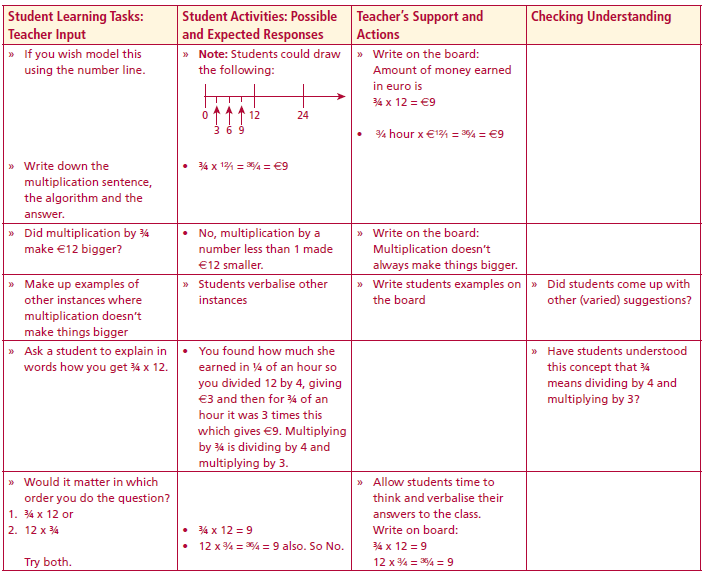 Student Learning Tasks:
Teacher Input
Student Activities: Possible
and Expected Responses
Teacher's Support and
Actions
Checking Understanding
» If you wish model this
using the number line.
» Note: Students could draw
the following:
0 12 24
3 6 9
» Write on the board:
Amount of money earned
in euro is
¾ x 12 = €9
• ¾ hour x €12/1 = 36/4 = €9
» Write down the
multiplication sentence,
the algorithm and the
answer.
• ¾ x 12/1 = 36/4 = €9
» Did multiplication by ¾
make €12 bigger?
• No, multiplication by a
number less than 1 made
€12 smaller.
» Write on the board:
Multiplication doesn't
always make things bigger.
» Make up examples of
other instances where
multiplication doesn't
make things bigger
» Students verbalise other
instances
» Write students examples on
the board
» Did students come up with
other (varied) suggestions?
» Ask a student to explain in
words how you get ¾ x 12.
• You found how much she
earned in ¼ of an hour so
you divided 12 by 4, giving
€3 and then for ¾ of an
hour it was 3 times this
which gives €9. Multiplying
by ¾ is dividing by 4 and
multiplying by 3.
» Have students understood
this concept that ¾
means dividing by 4 and
multiplying by 3?
» Would it matter in which
order you do the question?
1. ¾ x 12 or
2. 12 x ¾
Try both.
• ¾ x 12 = 9
• 12 x ¾ = 36/4 = 9 also. So No.
» Allow students time to
think and verbalise their
answers to the class.
Write on board:
¾ x 12 = 9
12 x ¾ = 36/4 = 9